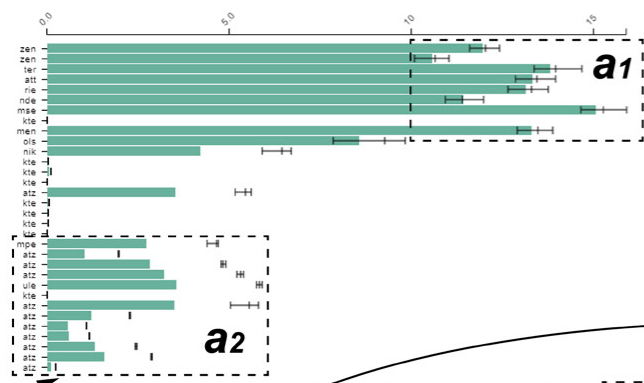 0.0 5.0 10 15
zen
zen
ter
att
rie
nde
mse
kte
men
ols
nik
kte
kte
kte
atz
kte
kte
kte
kte
mpe
atz
atz
atz
ule
kte
atz
atz
atz
atz
atz
atz
atz
a1
a2